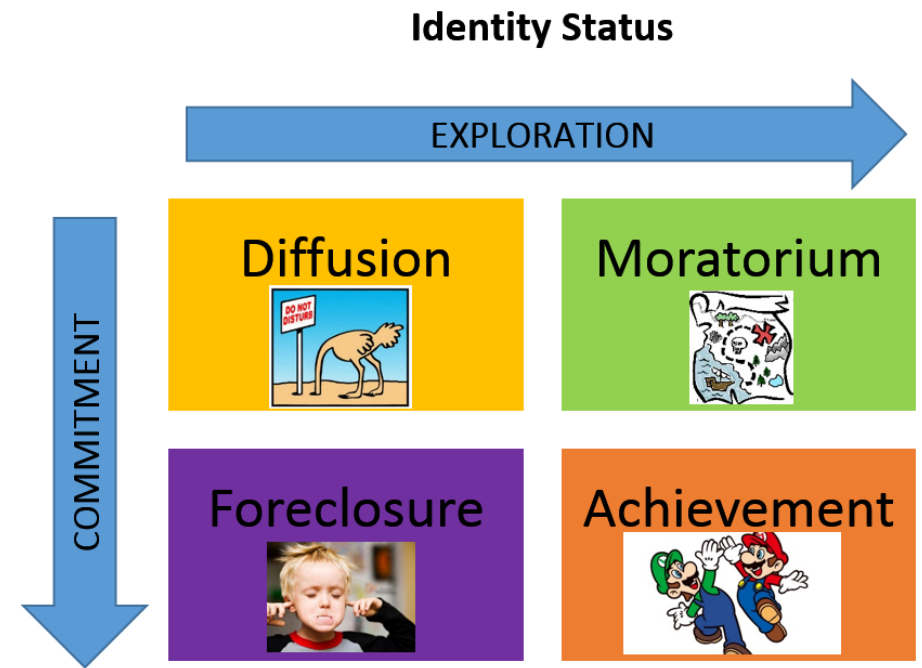 Identity Status
EXPLORATION
COMMITMENT
Diffusion
DO NOT
DISTURB
Moratorium
Foreclosure
Achievement